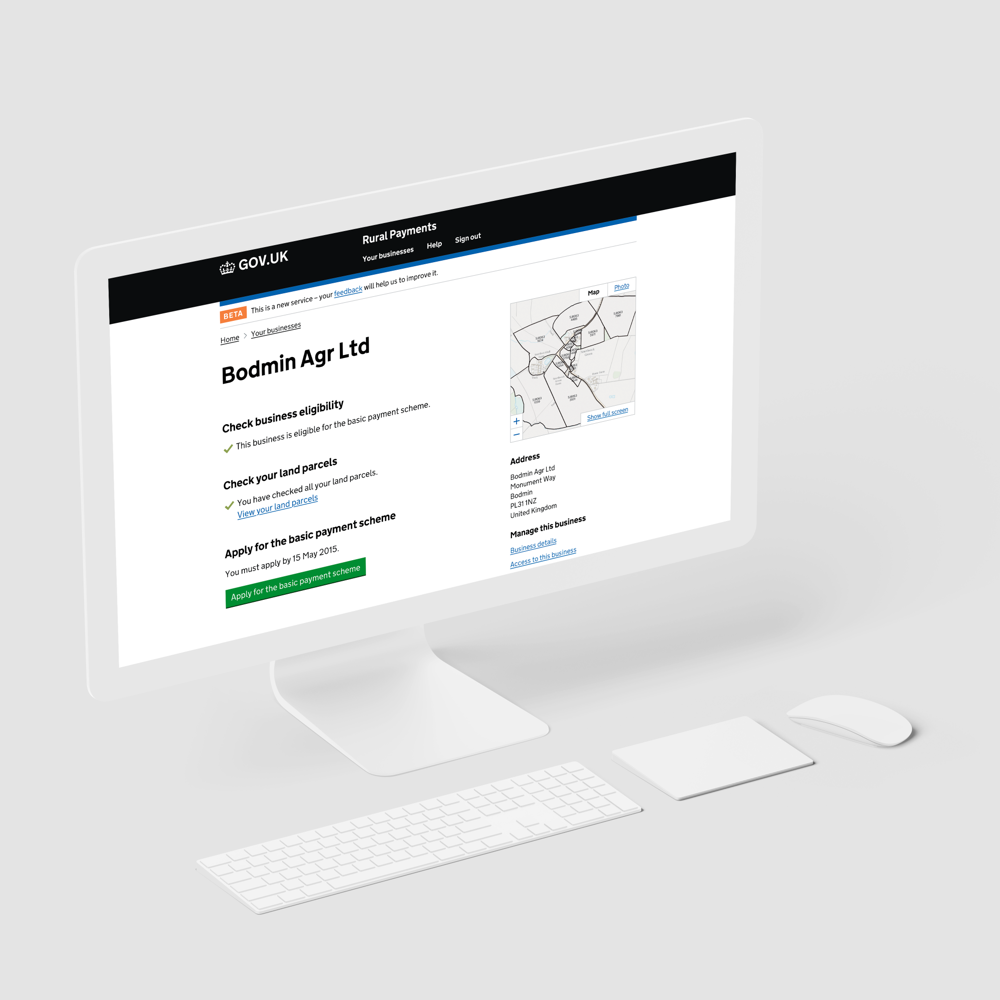 GOV.UK
Rural Payments
Your businesses Help Sign out
BETA This is a new service – your feedback will help us to improve it.
Home > Your businesses
Bodmin Agr Ltd
Check business eligibility
This business is eligible for the basic payment scheme.
Check your land parcels
You have checked all your land parcels.
View your land parcels
Apply for the basic payment scheme
You must apply by 15 May 2015.
Apply for the basic payment scheme
Map Photo
+
−
Show full screen
Address
Bodmin Agr Ltd
Monument Way
Bodmin
PL31 1NZ
United Kingdom
Manage this business
Business details
Access to this business